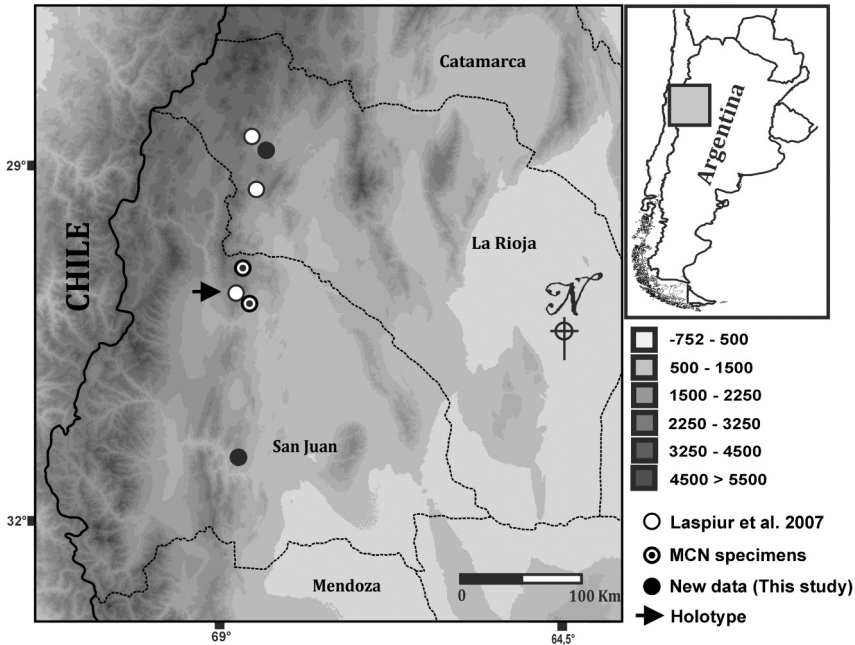 Catamarca
Argentina
29°
La Rioja
CHILE
N
-752 - 500
500 - 1500
1500 - 2250
2250 - 3250
3250 - 4500
4500 > 5500
San Juan
32°
Laspiur et al. 2007
MCN specimens
New data (This study)
Holotype
Mendoza
0 100 Km
69°
64,5°